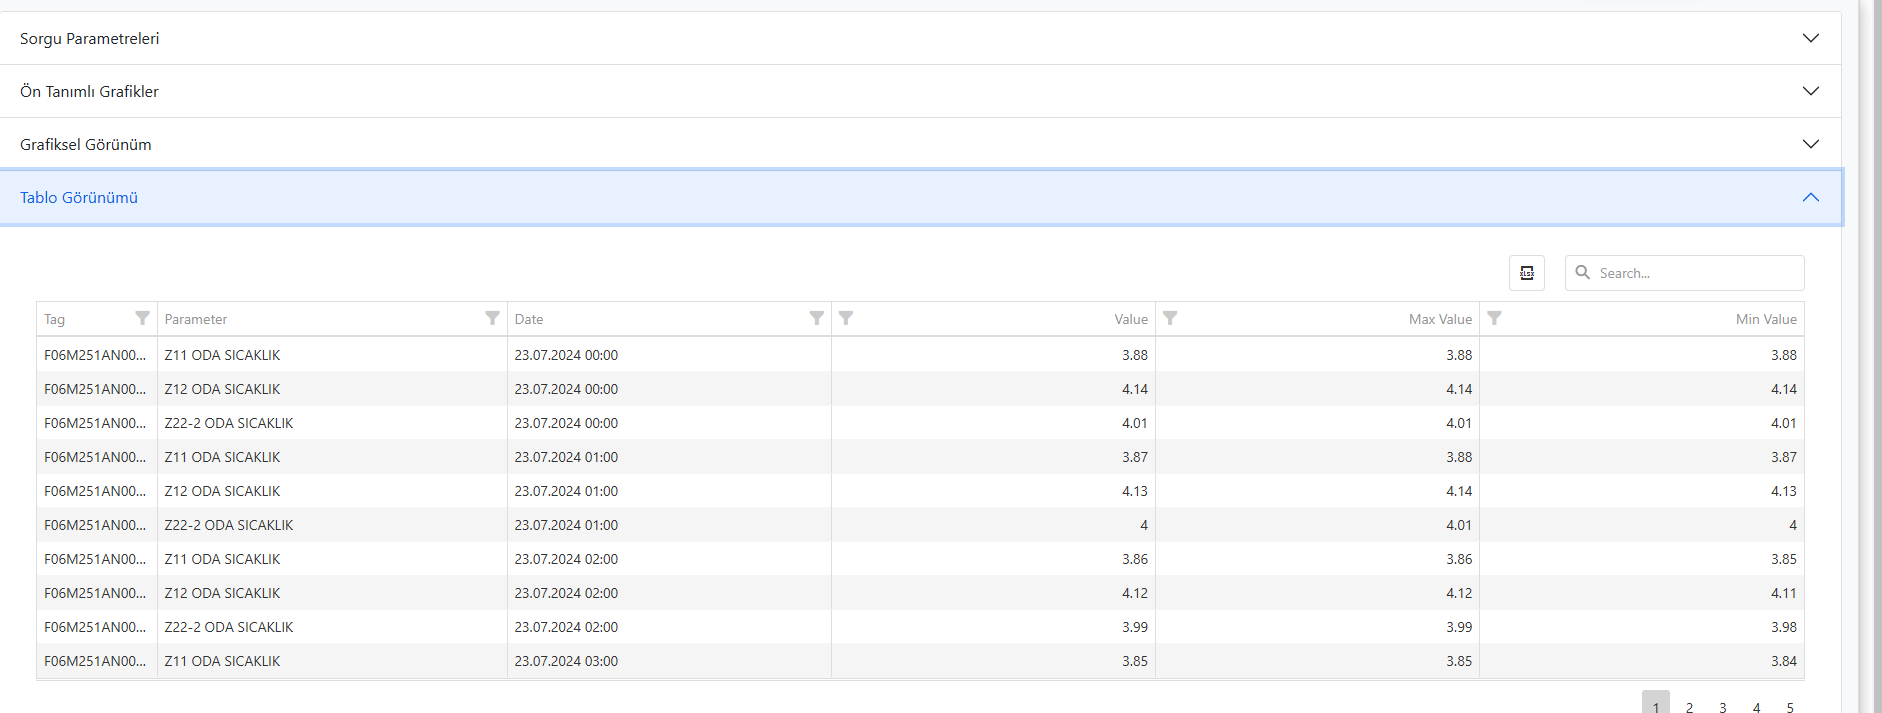 Sorgu Parametreleri
Ön Tanımlı Grafikler
Grafiksel Görünüm
Tablo Görünümü
xlsx Search...
Tag Parameter Date Value Max Value Min Value
F06M251AN00... Z11 ODA SICAKLIK 23.07.2024 00:00 3.88 3.88 3.88
F06M251AN00... Z12 ODA SICAKLIK 23.07.2024 00:00 4.14 4.14 4.14
F06M251AN00... Z22-2 ODA SICAKLIK 23.07.2024 00:00 4.01 4.01 4.01
F06M251AN00... Z11 ODA SICAKLIK 23.07.2024 01:00 3.87 3.88 3.87
F06M251AN00... Z12 ODA SICAKLIK 23.07.2024 01:00 4.13 4.14 4.13
F06M251AN00... Z22-2 ODA SICAKLIK 23.07.2024 01:00 4 4.01 4
F06M251AN00... Z11 ODA SICAKLIK 23.07.2024 02:00 3.86 3.86 3.85
F06M251AN00... Z12 ODA SICAKLIK 23.07.2024 02:00 4.12 4.12 4.11
F06M251AN00... Z22-2 ODA SICAKLIK 23.07.2024 02:00 3.99 3.99 3.98
F06M251AN00... Z11 ODA SICAKLIK 23.07.2024 03:00 3.85 3.85 3.84
1 2 3 4 5